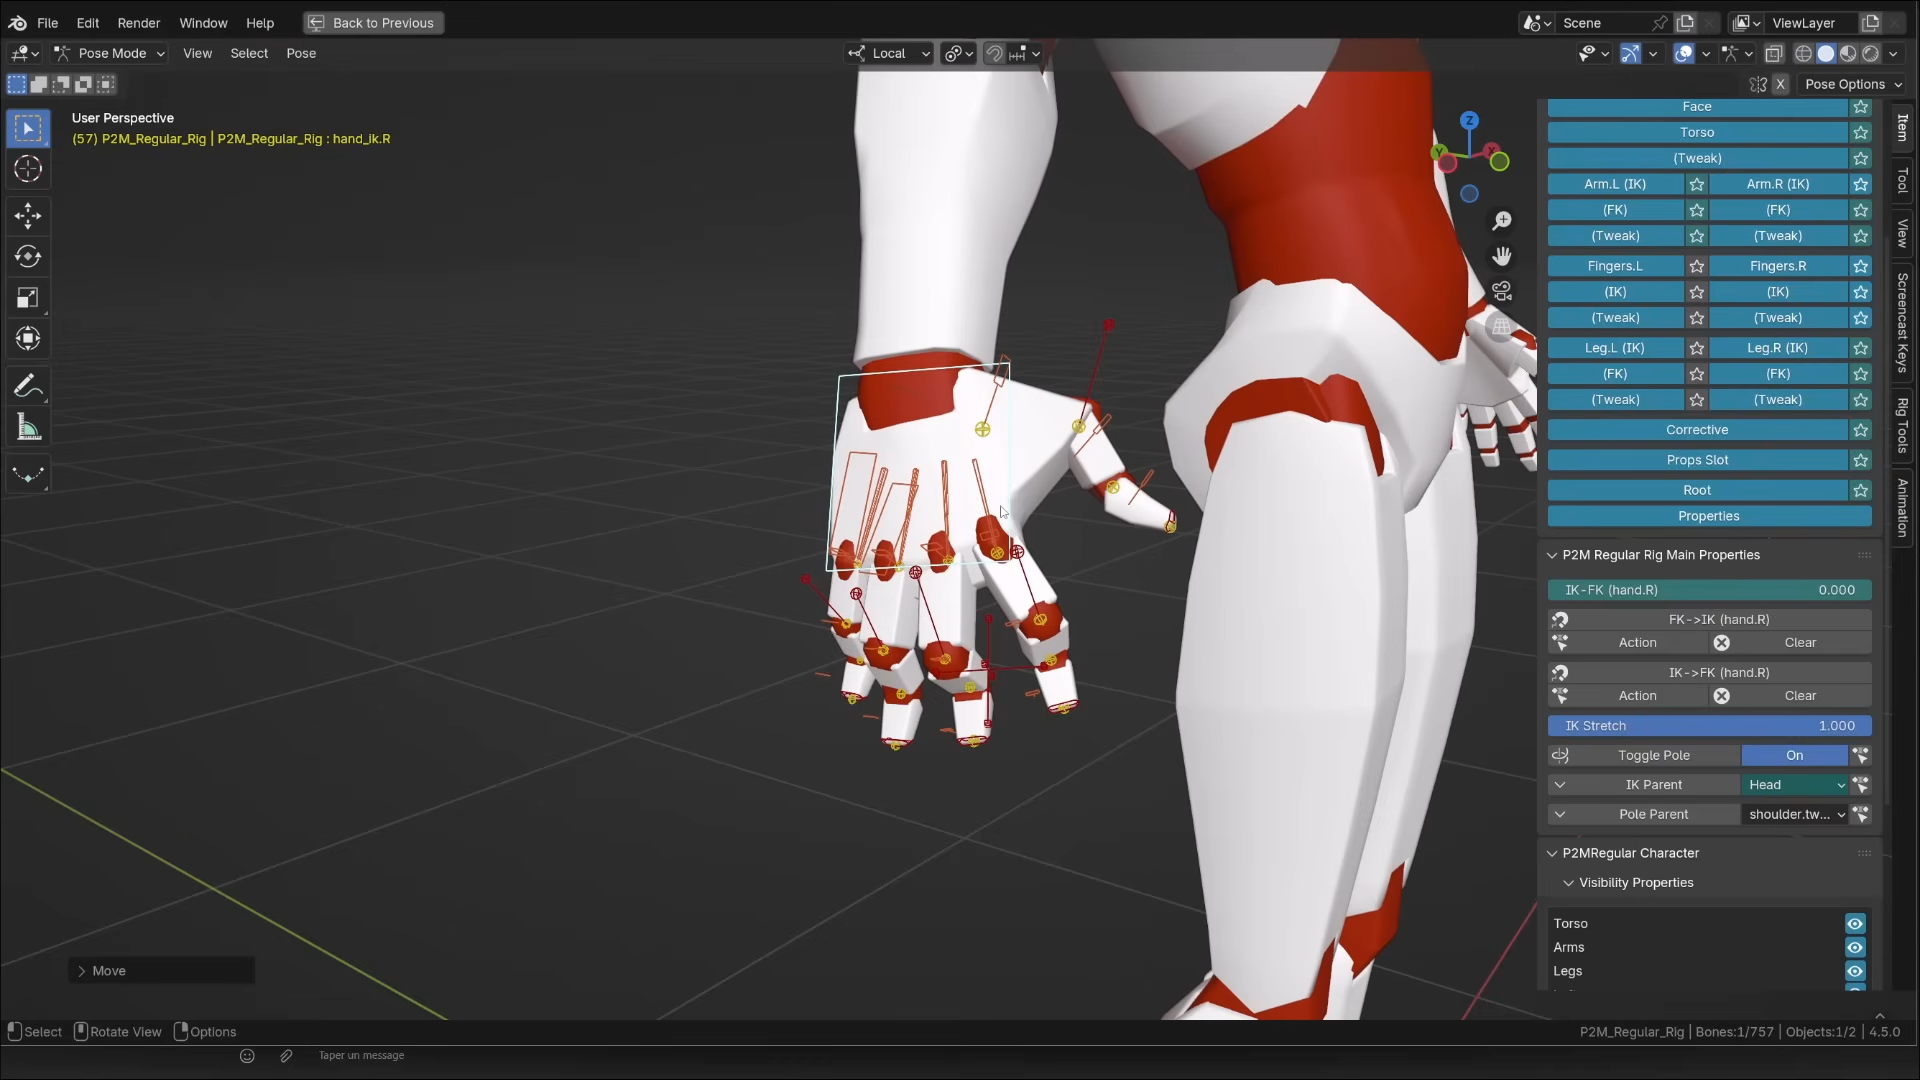 File Edit Render Window Help Back to Previous Scene ViewLayer
Pose Mode View Select Pose Local
X Pose Options
User Perspective
(57) P2M_Regular_Rig | P2M_Regular_Rig : hand_ik.R
Z
Y
X
Face
Torso
(Tweak)
Arm.L (IK) Arm.R (IK)
(FK) (FK)
(Tweak) (Tweak)
Fingers.L Fingers.R
(IK) (IK)
(Tweak) (Tweak)
Leg.L (IK) Leg.R (IK)
(FK) (FK)
(Tweak) (Tweak)
Corrective
Props Slot
Root
Properties
P2M Regular Rig Main Properties
IK-FK (hand.R) 0.000
FK->IK (hand.R)
Action Clear
IK->FK (hand.R)
Action Clear
IK Stretch 1.000
Toggle Pole On
IK Parent Head
Pole Parent shoulder.tw...
P2MRegular Character
Visibility Properties
Torso
Arms
Legs
Item
Tool
View
Screencast Keys
Rig Tools
Animation
Move
Select Rotate View Options P2M_Regular_Rig | Bones:1/757 | Objects:1/2 | 4.5.0
Taper un message